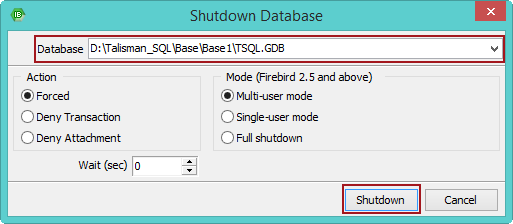 Shutdown Database
Database D:\Talisman_SQL\Base\Base1\TSQL.GDB
Action
Forced
Deny Transaction
Deny Attachment
Wait (sec) 0
Mode (Firebird 2.5 and above)
Multi-user mode
Single-user mode
Full shutdown
Shutdown Cancel